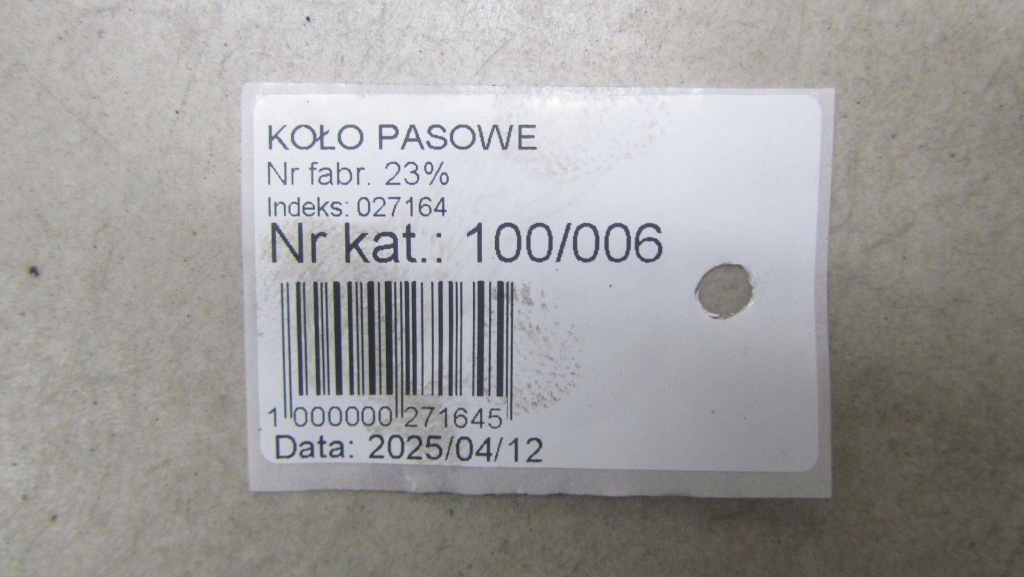 KOŁO PASOWE
Nr fabr. 23%
Indeks: 027164
Nr kat.: 100/006
1 000000 271645
Data: 2025/04/12